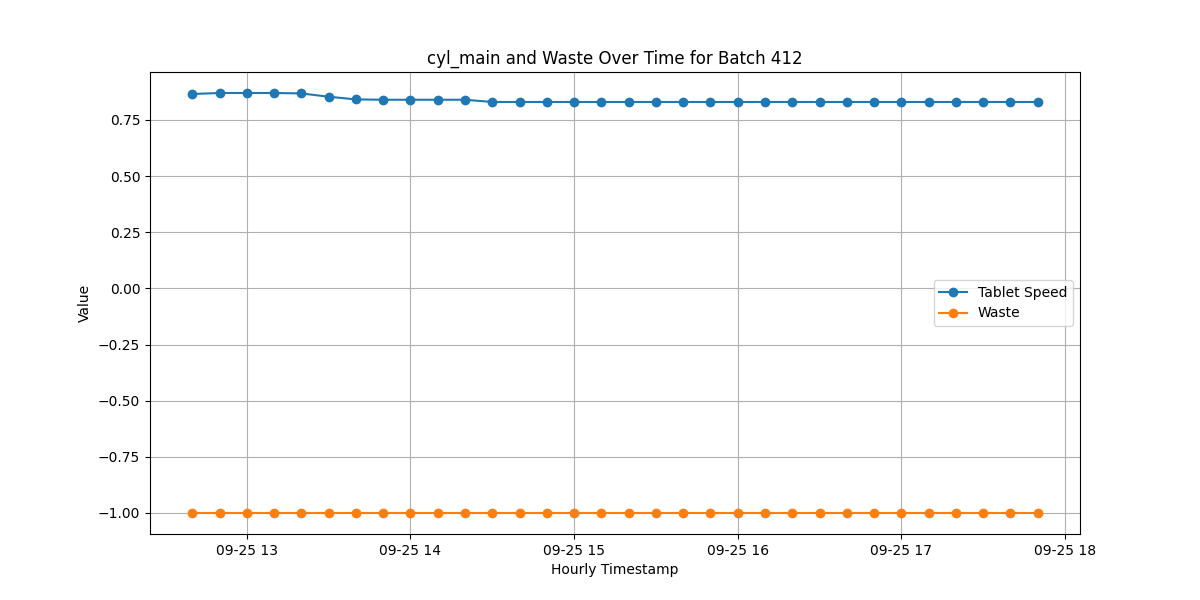 cyl_main and Waste Over Time for Batch 412
Value
0.75
0.50
0.25
0.00
−0.25
−0.50
−0.75
−1.00
Tablet Speed
Waste
09-25 13
09-25 14
09-25 15
09-25 16
09-25 17
09-25 18
Hourly Timestamp